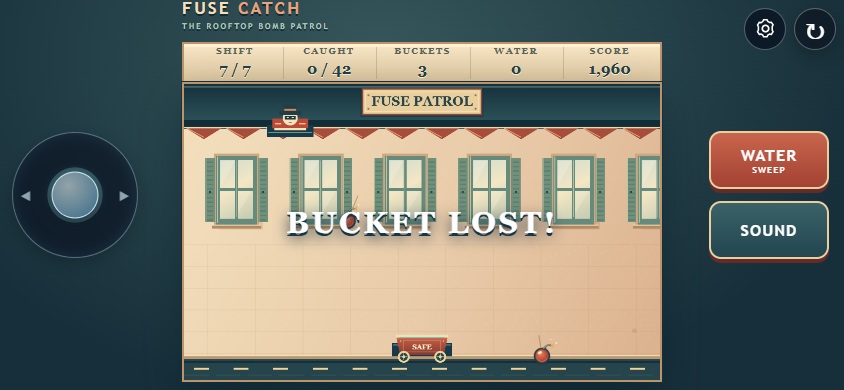 FUSE CATCH
THE ROOFTOP BOMB PATROL
SHIFT CAUGHT BUCKETS WATER SCORE
7 / 7 0 / 42 3 0 1,960
FUSE PATROL
BUCKET LOST!
WATER
SWEEP
SOUND
SAFE